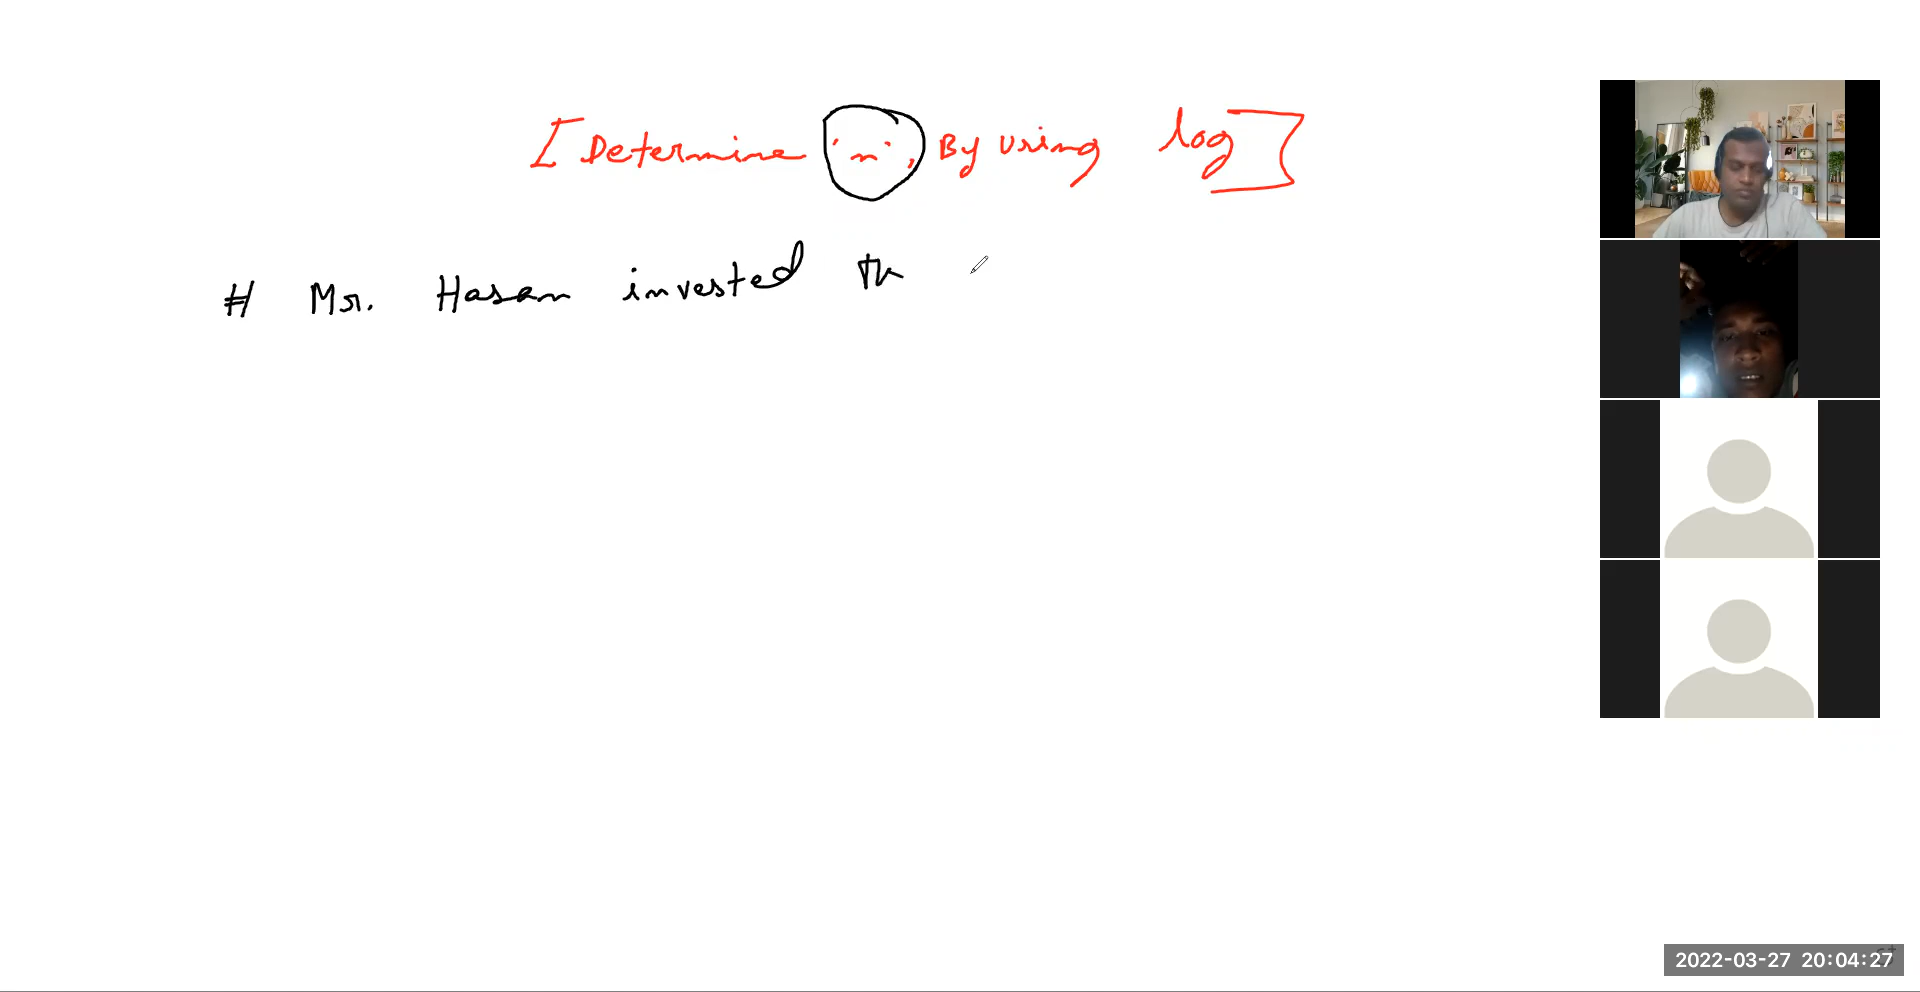 [Determine 'n', By using log]
# Mr. Hasan invested Tk
2022-03-27 20:04:27